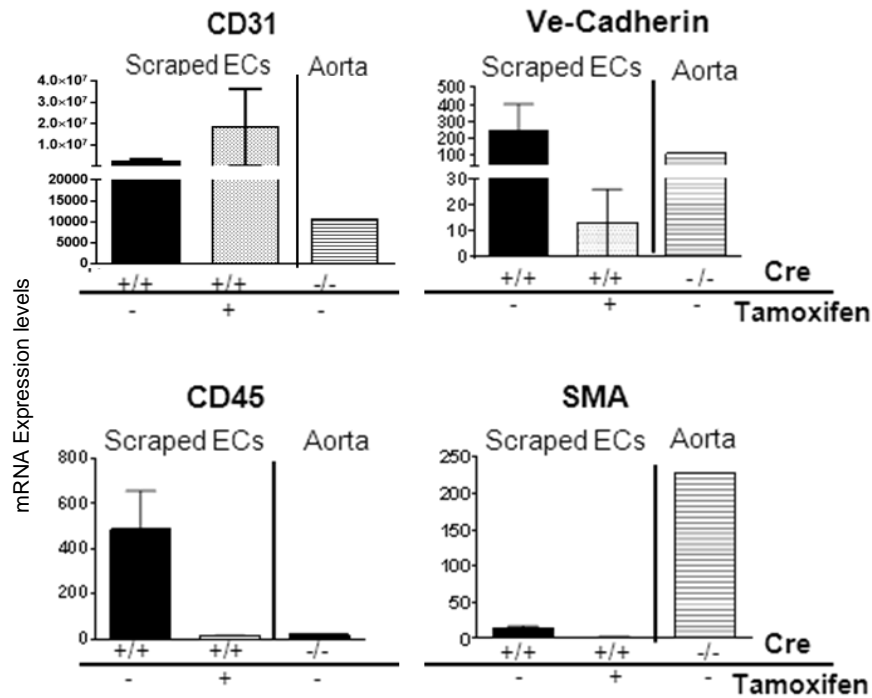 CD31
Scraped ECs Aorta
4.0×10⁷
3.0×10⁷
2.0×10⁷
1.0×10⁷
20000
15000
10000
5000
0
+/+ +/+ -/-
- + -
Ve-Cadherin
Scraped ECs Aorta
500
400
300
200
100
30
20
10
0
+/+ +/+ -/- Cre
- + - Tamoxifen
mRNA Expression levels
CD45
Scraped ECs Aorta
800
600
400
200
0
+/+ +/+ -/-
- + -
SMA
Scraped ECs Aorta
250
200
150
100
50
0
+/+ +/+ -/- Cre
- + - Tamoxifen